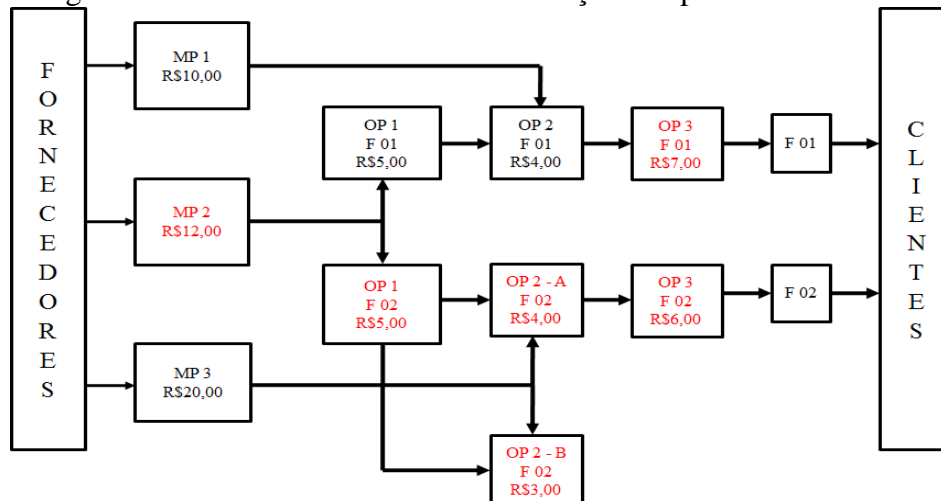 FORNECEDORES
MP 1
R$10,00
MP 2
R$12,00
MP 3
R$20,00
OP 1
F 01
R$5,00
OP 2
F 01
R$4,00
OP 3
F 01
R$7,00
F 01
OP 1
F 02
R$5,00
OP 2 - A
F 02
R$4,00
OP 3
F 02
R$6,00
F 02
OP 2 - B
F 02
R$3,00
CLIENTES